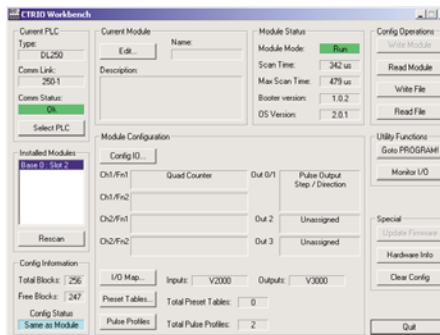 CTRIO Workbench
Current PLC
Type:
DL250
Comm Link:
250-1
Comm Status:
Ok
Select PLC
Installed Modules
Base 0 : Slot 2
Rescan
Config Information
Total Blocks: 256
Free Blocks: 247
Config Status
Same as Module
Current Module
Edit...
Name:
Description:
Module Status
Module Mode: Run
Scan Time: 342 us
Max Scan Time: 479 us
Booter version: 1.0.2
OS Version: 2.0.1
Module Configuration
Config IO...
Ch1/Fn1 Quad Counter Out 0/1 Pulse Output
Step / Direction
Ch1/Fn2
Ch2/Fn1 Out 2 Unassigned
Ch2/Fn2 Out 3 Unassigned
I/O Map... Inputs: V2000 Outputs: V3000
Preset Tables... Total Preset Tables: 0
Pulse Profiles Total Pulse Profiles: 2
Config Operations
Write Module
Read Module
Write File
Read File
Utility Functions
Goto PROGRAM!
Monitor I/O
Special
Update Firmware
Hardware Info
Clear Config
Quit